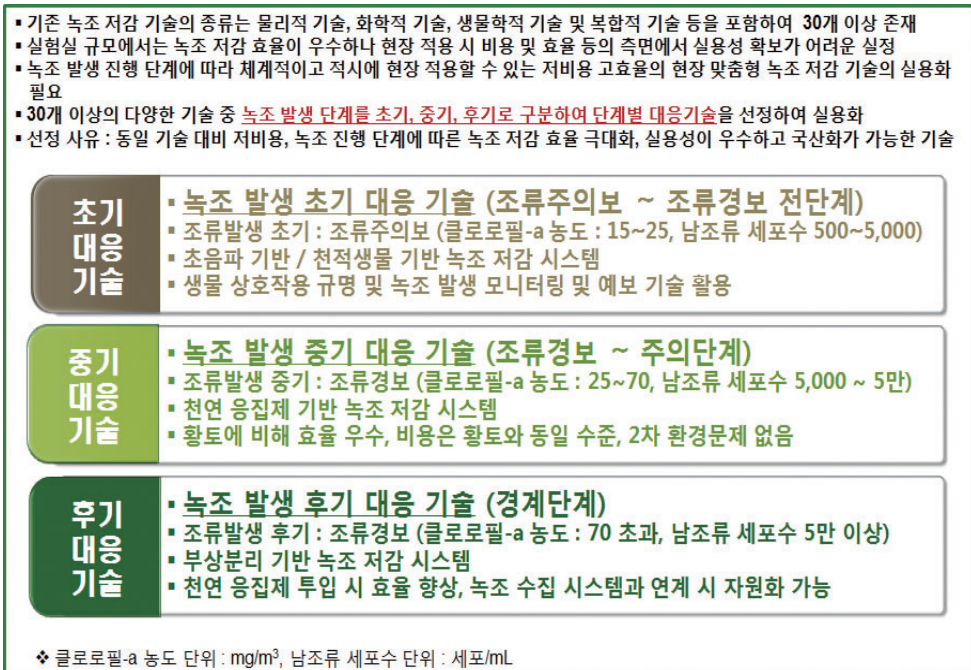 ▪ 기존 녹조 저감 기술의 종류는 물리적 기술, 화학적 기술, 생물학적 기술 및 복합적 기술 등을 포함하여 30개 이상 존재
▪ 실험실 규모에서는 녹조 저감 효율이 우수하나 현장 적용 시 비용 및 효율 등의 측면에서 실용성 확보가 어려운 실정
▪ 녹조 발생 진행 단계에 따라 체계적이고 적시에 현장 적용할 수 있는 저비용 고효율의 현장 맞춤형 녹조 저감 기술의 실용화
필요
▪ 30개 이상의 다양한 기술 중 녹조 발생 단계를 초기, 중기, 후기로 구분하여 단계별 대응기술을 선정하여 실용화
▪ 선정 사유 : 동일 기술 대비 저비용, 녹조 진행 단계에 따른 녹조 저감 효율 극대화, 실용성이 우수하고 국산화가 가능한 기술
초기
대응
기술
▪ 녹조 발생 초기 대응 기술 (조류주의보 ~ 조류경보 전단계)
▪ 조류발생 초기 : 조류주의보 (클로로필-a 농도 : 15~25, 남조류 세포수 500~5,000)
▪ 초음파 기반 / 천적생물 기반 녹조 저감 시스템
▪ 생물 상호작용 규명 및 녹조 발생 모니터링 및 예보 기술 활용
중기
대응
기술
▪ 녹조 발생 중기 대응 기술 (조류경보 ~ 주의단계)
▪ 조류발생 중기 : 조류경보 (클로로필-a 농도 : 25~70, 남조류 세포수 5,000 ~ 5만)
▪ 천연 응집제 기반 녹조 저감 시스템
▪ 황토에 비해 효율 우수, 비용은 황토와 동일 수준, 2차 환경문제 없음
후기
대응
기술
▪ 녹조 발생 후기 대응 기술 (경계단계)
▪ 조류발생 후기 : 조류경보 (클로로필-a 농도 : 70 초과, 남조류 세포수 5만 이상)
▪ 부상분리 기반 녹조 저감 시스템
▪ 천연 응집제 투입 시 효율 향상, 녹조 수집 시스템과 연계 시 자원화 가능
❖ 클로로필-a 농도 단위 : mg/m³, 남조류 세포수 단위 : 세포/mL